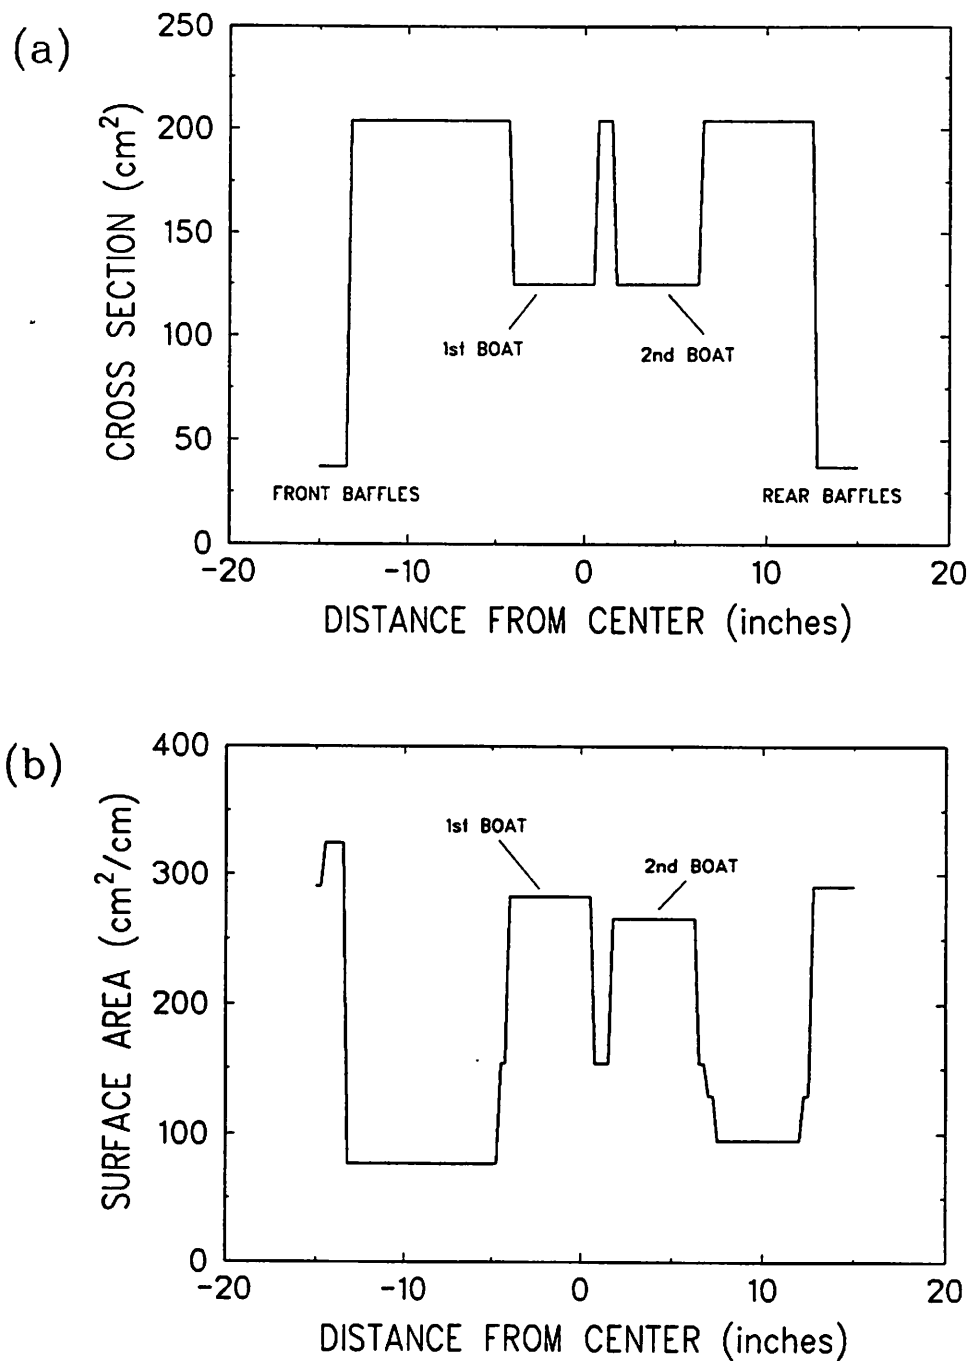 (a)
250
200
150
100
50
0
CROSS SECTION (cm²)
1st BOAT
2nd BOAT
FRONT BAFFLES
REAR BAFFLES
-20 -10 0 10 20
DISTANCE FROM CENTER (inches)
(b)
400
300
200
100
0
SURFACE AREA (cm²/cm)
1st BOAT
2nd BOAT
-20 -10 0 10 20
DISTANCE FROM CENTER (inches)